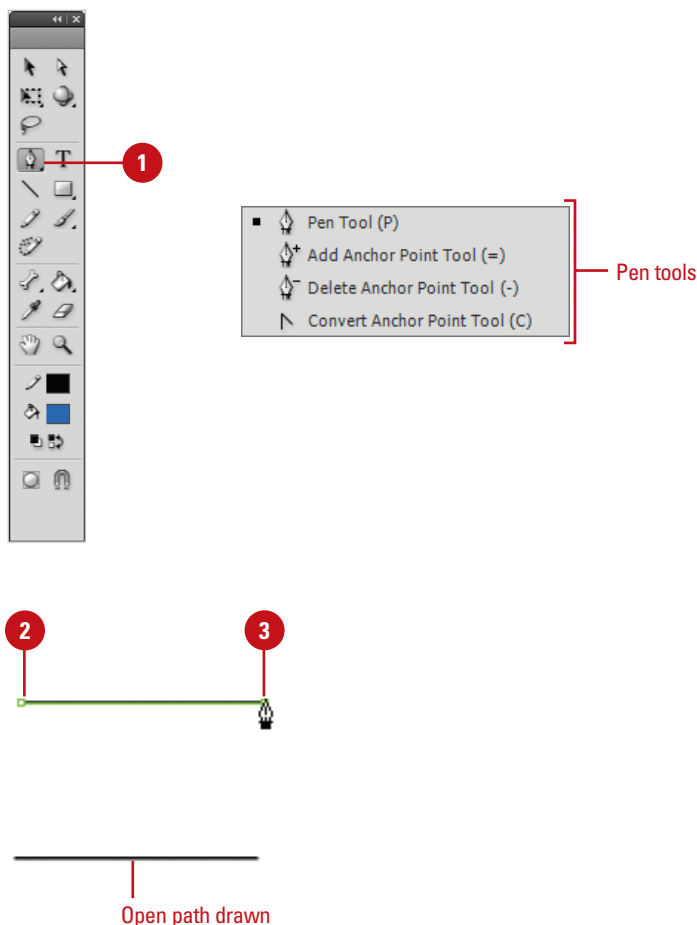 1
Pen Tool (P)
Add Anchor Point Tool (=)
Delete Anchor Point Tool (-)
Convert Anchor Point Tool (C)
Pen tools
2
3
Open path drawn